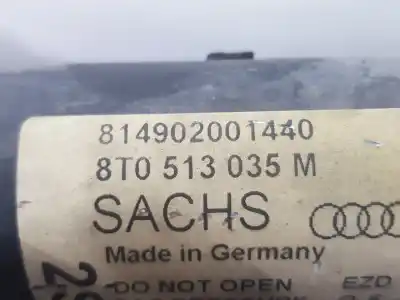 814902001440
8T0 513 035 M
SACHS
Made in Germany
DO NOT OPEN EZD